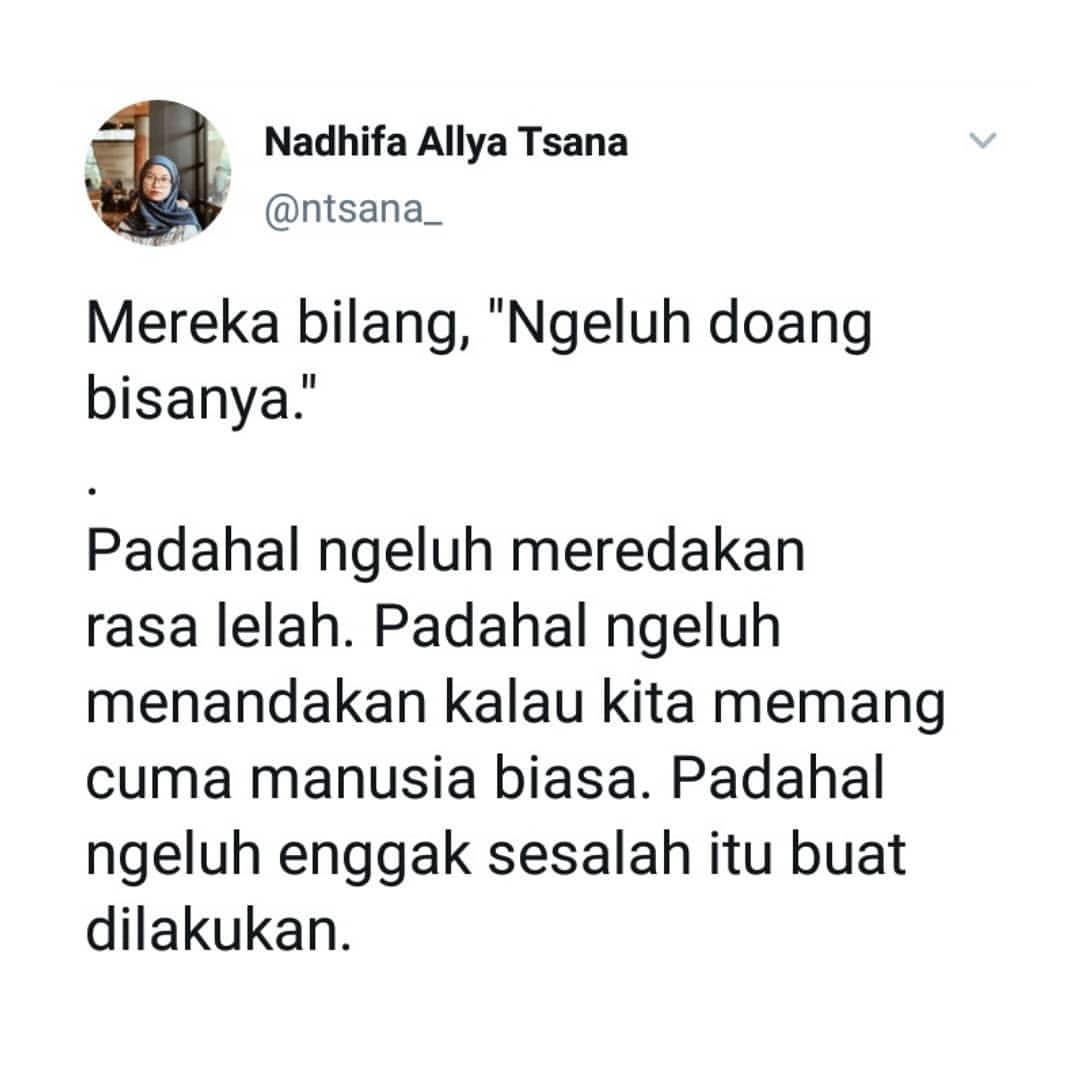 Nadhifa Allya Tsana
@ntsana_
Mereka bilang, "Ngeluh doang
bisanya."
.
Padahal ngeluh meredakan
rasa lelah. Padahal ngeluh
menandakan kalau kita memang
cuma manusia biasa. Padahal
ngeluh enggak sesalah itu buat
dilakukan.